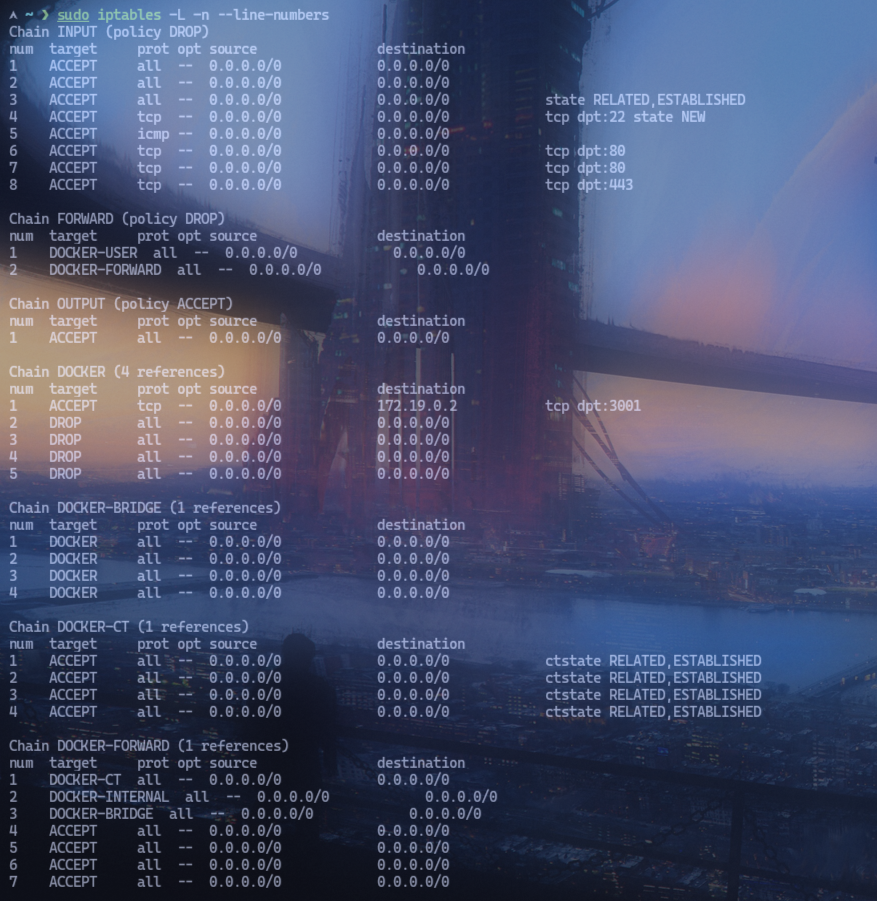 ⋏ ~ ❯ sudo iptables -L -n --line-numbers
Chain INPUT (policy DROP)
num  target     prot opt source               destination
1    ACCEPT     all  --  0.0.0.0/0            0.0.0.0/0
2    ACCEPT     all  --  0.0.0.0/0            0.0.0.0/0
3    ACCEPT     all  --  0.0.0.0/0            0.0.0.0/0            state RELATED,ESTABLISHED
4    ACCEPT     tcp  --  0.0.0.0/0            0.0.0.0/0            tcp dpt:22 state NEW
5    ACCEPT     icmp --  0.0.0.0/0            0.0.0.0/0
6    ACCEPT     tcp  --  0.0.0.0/0            0.0.0.0/0            tcp dpt:80
7    ACCEPT     tcp  --  0.0.0.0/0            0.0.0.0/0            tcp dpt:80
8    ACCEPT     tcp  --  0.0.0.0/0            0.0.0.0/0            tcp dpt:443

Chain FORWARD (policy DROP)
num  target     prot opt source               destination
1    DOCKER-USER  all  --  0.0.0.0/0            0.0.0.0/0
2    DOCKER-FORWARD  all  --  0.0.0.0/0            0.0.0.0/0

Chain OUTPUT (policy ACCEPT)
num  target     prot opt source               destination
1    ACCEPT     all  --  0.0.0.0/0            0.0.0.0/0

Chain DOCKER (4 references)
num  target     prot opt source               destination
1    ACCEPT     tcp  --  0.0.0.0/0            172.19.0.2           tcp dpt:3001
2    DROP       all  --  0.0.0.0/0            0.0.0.0/0
3    DROP       all  --  0.0.0.0/0            0.0.0.0/0
4    DROP       all  --  0.0.0.0/0            0.0.0.0/0
5    DROP       all  --  0.0.0.0/0            0.0.0.0/0

Chain DOCKER-BRIDGE (1 references)
num  target     prot opt source               destination
1    DOCKER     all  --  0.0.0.0/0            0.0.0.0/0
2    DOCKER     all  --  0.0.0.0/0            0.0.0.0/0
3    DOCKER     all  --  0.0.0.0/0            0.0.0.0/0
4    DOCKER     all  --  0.0.0.0/0            0.0.0.0/0

Chain DOCKER-CT (1 references)
num  target     prot opt source               destination
1    ACCEPT     all  --  0.0.0.0/0            0.0.0.0/0            ctstate RELATED,ESTABLISHED
2    ACCEPT     all  --  0.0.0.0/0            0.0.0.0/0            ctstate RELATED,ESTABLISHED
3    ACCEPT     all  --  0.0.0.0/0            0.0.0.0/0            ctstate RELATED,ESTABLISHED
4    ACCEPT     all  --  0.0.0.0/0            0.0.0.0/0            ctstate RELATED,ESTABLISHED

Chain DOCKER-FORWARD (1 references)
num  target     prot opt source               destination
1    DOCKER-CT  all  --  0.0.0.0/0            0.0.0.0/0
2    DOCKER-INTERNAL  all  --  0.0.0.0/0            0.0.0.0/0
3    DOCKER-BRIDGE  all  --  0.0.0.0/0            0.0.0.0/0
4    ACCEPT     all  --  0.0.0.0/0            0.0.0.0/0
5    ACCEPT     all  --  0.0.0.0/0            0.0.0.0/0
6    ACCEPT     all  --  0.0.0.0/0            0.0.0.0/0
7    ACCEPT     all  --  0.0.0.0/0            0.0.0.0/0